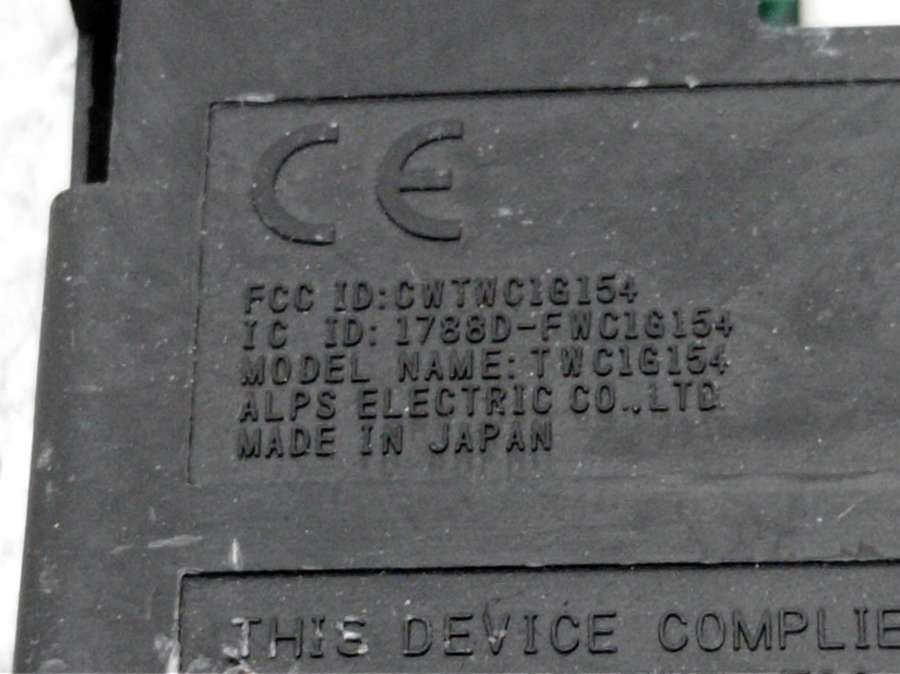 CE
FCC ID:CWTWC1G154
IC ID: 1788D-FWC1G154
MODEL NAME: TWC1G154
ALPS ELECTRIC CO.,LTD.
MADE IN JAPAN
THIS DEVICE COMPLIE